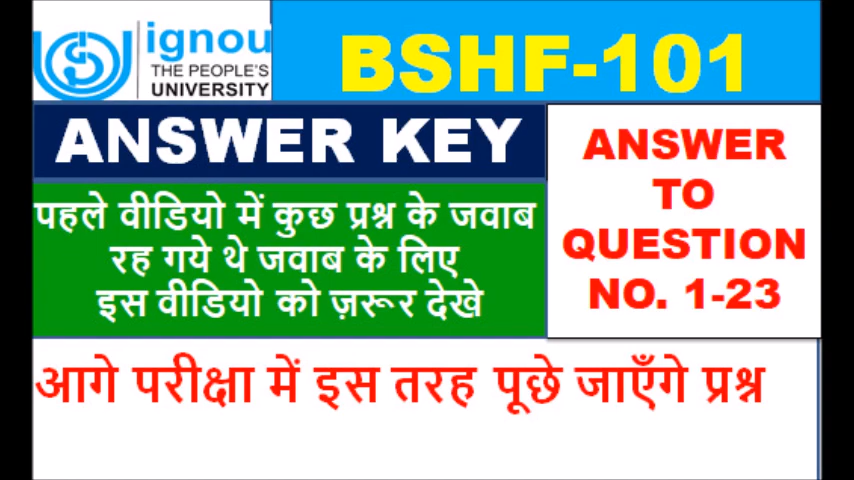 ignou
THE PEOPLE'S
UNIVERSITY
BSHF-101
ANSWER KEY
पहले वीडियो में कुछ प्रश्न के जवाब
रह गये थे जवाब के लिए
इस वीडियो को ज़रूर देखे
ANSWER
TO
QUESTION
NO. 1-23
आगे परीक्षा में इस तरह पूछे जाएँगे प्रश्न